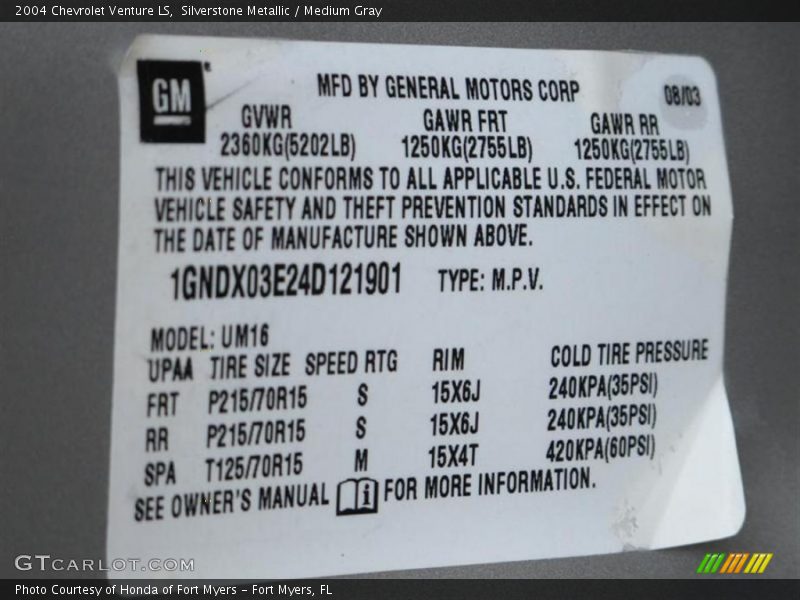 2004 Chevrolet Venture LS,  Silverstone Metallic / Medium Gray
GM
MFD BY GENERAL MOTORS CORP 08/03
GVWR GAWR FRT GAWR RR
2360KG(5202LB) 1250KG(2755LB) 1250KG(2755LB)
THIS VEHICLE CONFORMS TO ALL APPLICABLE U.S. FEDERAL MOTOR
VEHICLE SAFETY AND THEFT PREVENTION STANDARDS IN EFFECT ON
THE DATE OF MANUFACTURE SHOWN ABOVE.
1GNDX03E24D121901 TYPE: M.P.V.
MODEL: UM16
UPAA TIRE SIZE SPEED RTG RIM COLD TIRE PRESSURE
FRT P215/70R15 S 15X6J 240KPA(35PSI)
RR P215/70R15 S 15X6J 240KPA(35PSI)
SPA T125/70R15 M 15X4T 420KPA(60PSI)
SEE OWNER'S MANUAL i FOR MORE INFORMATION.
GTCARLOT.COM
Photo Courtesy of Honda of Fort Myers - Fort Myers, FL